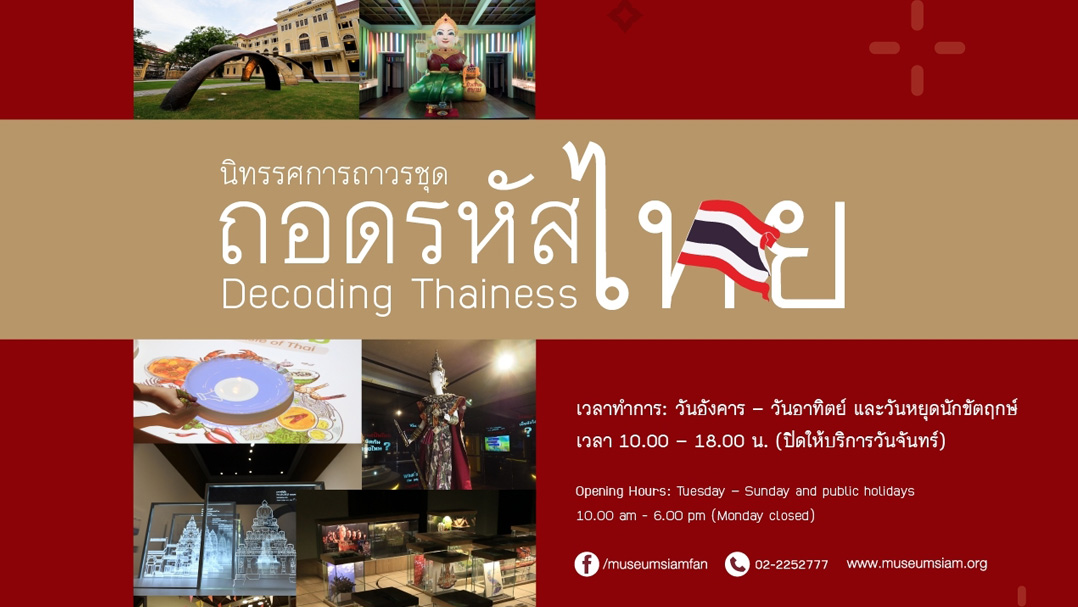 นิทรรศการถาวรชุด
ถอดรหัสไทย
Decoding Thainess
of Thai
เวลาทำการ: วันอังคาร – วันอาทิตย์ และวันหยุดนักขัตฤกษ์
เวลา 10.00 – 18.00 น. (ปิดให้บริการวันจันทร์)
Opening Hours: Tuesday – Sunday and public holidays
10.00 am - 6.00 pm (Monday closed)
/museumsiamfan 02-2252777 www.museumsiam.org